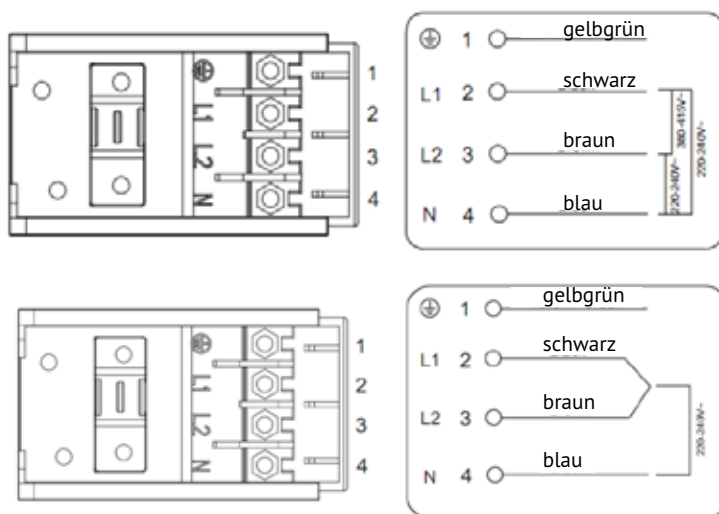 ⏚ 1 gelbgrün
L1 2 schwarz
L2 3 braun
N 4 blau
380-415V~
220-240V~
220-240V~
⏚
L1
L2
N
1
2
3
4
⏚ 1 gelbgrün
L1 2 schwarz
L2 3 braun
N 4 blau
220-240V~
⏚
L1
L2
N
1
2
3
4